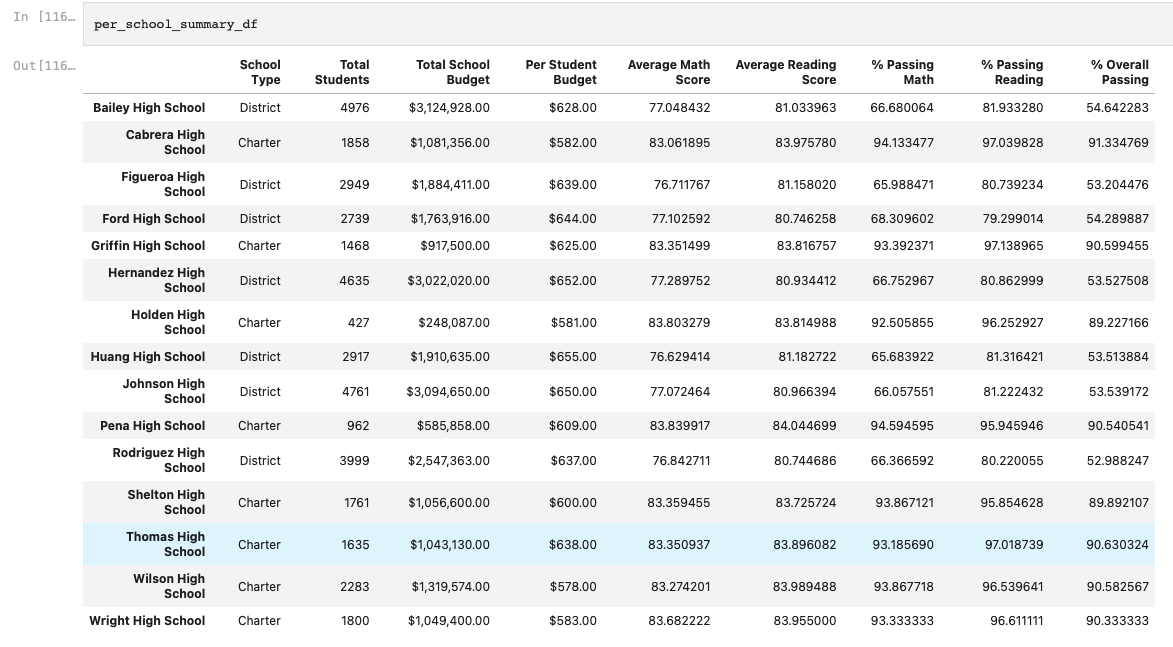 In [116…
per_school_summary_df
Out[116…
School Type Total Students Total School Budget Per Student Budget Average Math Score Average Reading Score % Passing Math % Passing Reading % Overall Passing
Bailey High School District 4976 $3,124,928.00 $628.00 77.048432 81.033963 66.680064 81.933280 54.642283
Cabrera High School Charter 1858 $1,081,356.00 $582.00 83.061895 83.975780 94.133477 97.039828 91.334769
Figueroa High School District 2949 $1,884,411.00 $639.00 76.711767 81.158020 65.988471 80.739234 53.204476
Ford High School District 2739 $1,763,916.00 $644.00 77.102592 80.746258 68.309602 79.299014 54.289887
Griffin High School Charter 1468 $917,500.00 $625.00 83.351499 83.816757 93.392371 97.138965 90.599455
Hernandez High School District 4635 $3,022,020.00 $652.00 77.289752 80.934412 66.752967 80.862999 53.527508
Holden High School Charter 427 $248,087.00 $581.00 83.803279 83.814988 92.505855 96.252927 89.227166
Huang High School District 2917 $1,910,635.00 $655.00 76.629414 81.182722 65.683922 81.316421 53.513884
Johnson High School District 4761 $3,094,650.00 $650.00 77.072464 80.966394 66.057551 81.222432 53.539172
Pena High School Charter 962 $585,858.00 $609.00 83.839917 84.044699 94.594595 95.945946 90.540541
Rodriguez High School District 3999 $2,547,363.00 $637.00 76.842711 80.744686 66.366592 80.220055 52.988247
Shelton High School Charter 1761 $1,056,600.00 $600.00 83.359455 83.725724 93.867121 95.854628 89.892107
Thomas High School Charter 1635 $1,043,130.00 $638.00 83.350937 83.896082 93.185690 97.018739 90.630324
Wilson High School Charter 2283 $1,319,574.00 $578.00 83.274201 83.989488 93.867718 96.539641 90.582567
Wright High School Charter 1800 $1,049,400.00 $583.00 83.682222 83.955000 93.333333 96.611111 90.333333